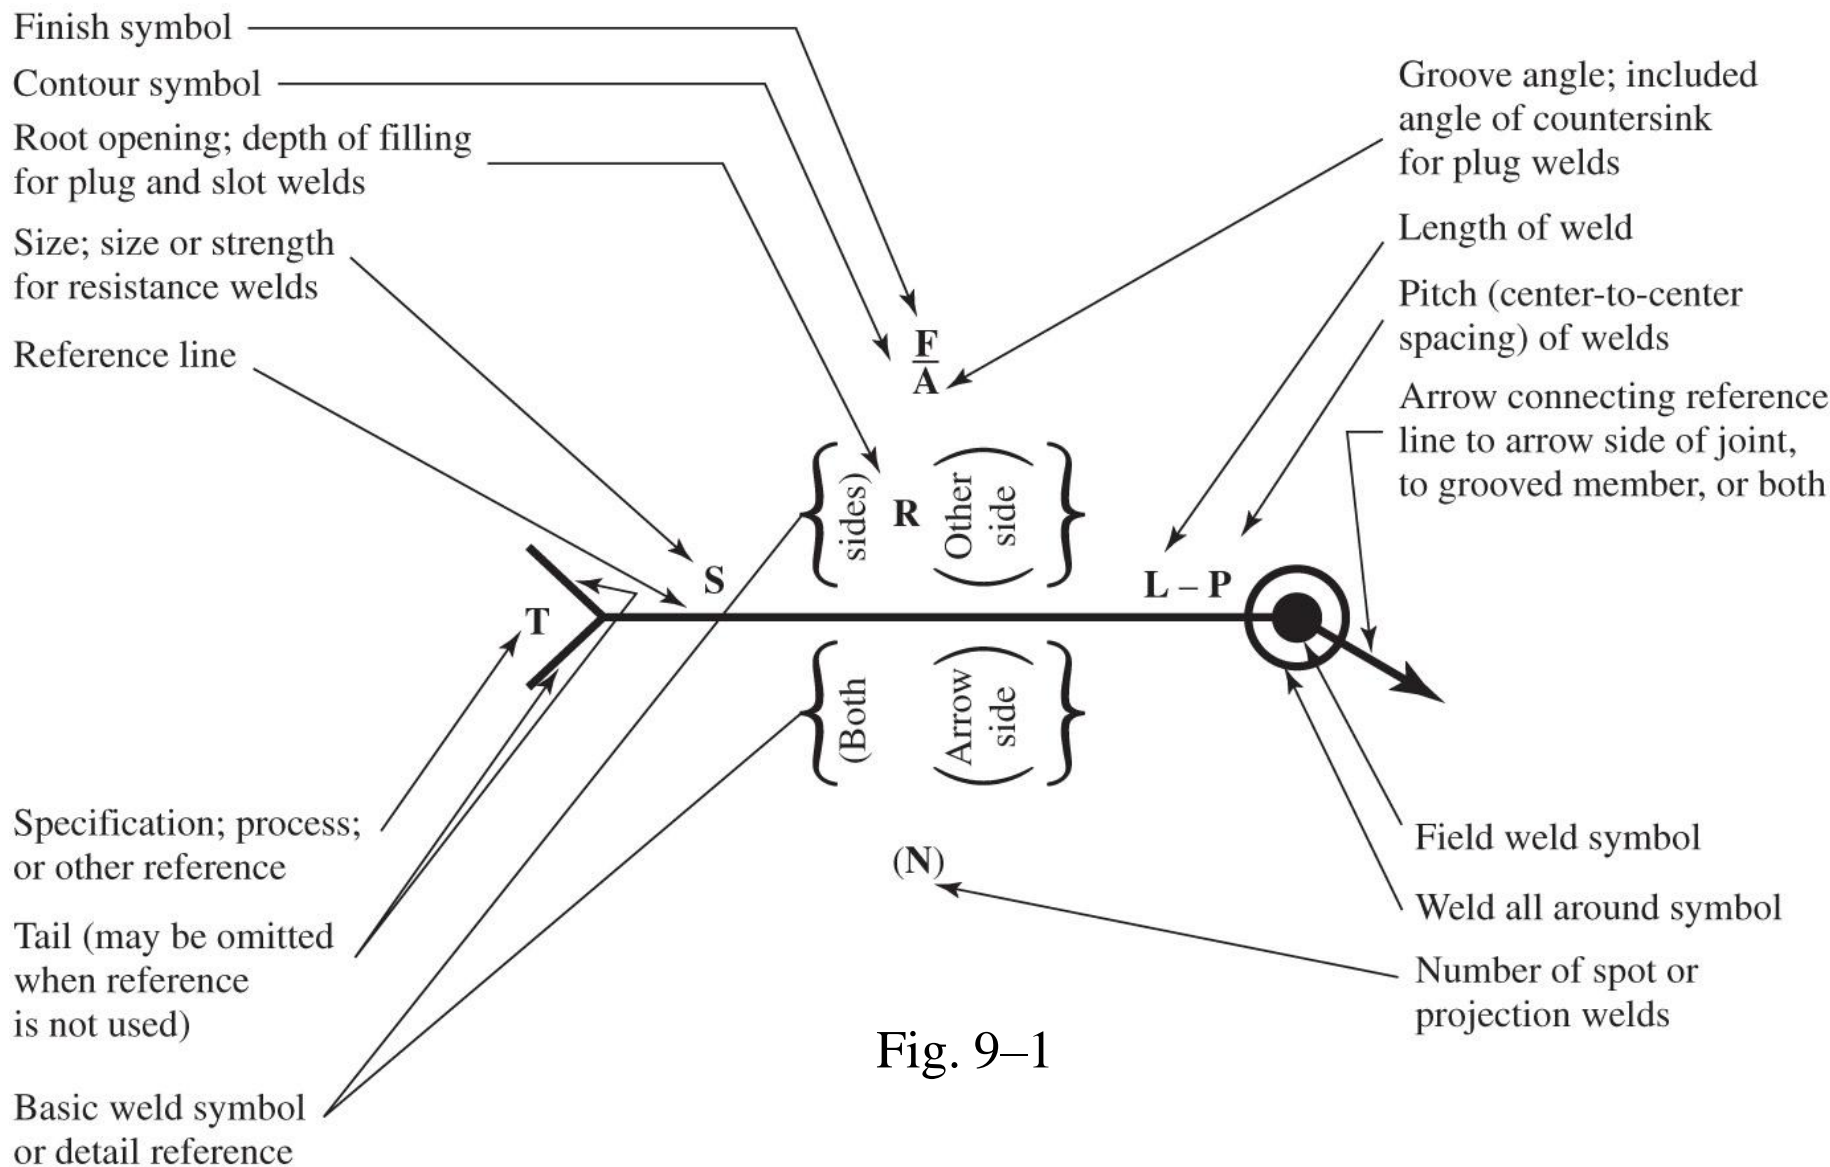 Finish symbol
Contour symbol
Root opening; depth of filling
for plug and slot welds
Size; size or strength
for resistance welds
Reference line
Groove angle; included
angle of countersink
for plug welds
Length of weld
Pitch (center-to-center
spacing) of welds
Arrow connecting reference
line to arrow side of joint,
to grooved member, or both
F
A
R
sides)
Other
side
S
L – P
T
(Both
Arrow
side
(N)
Specification; process;
or other reference
Tail (may be omitted
when reference
is not used)
Basic weld symbol
or detail reference
Field weld symbol
Weld all around symbol
Number of spot or
projection welds
Fig. 9–1